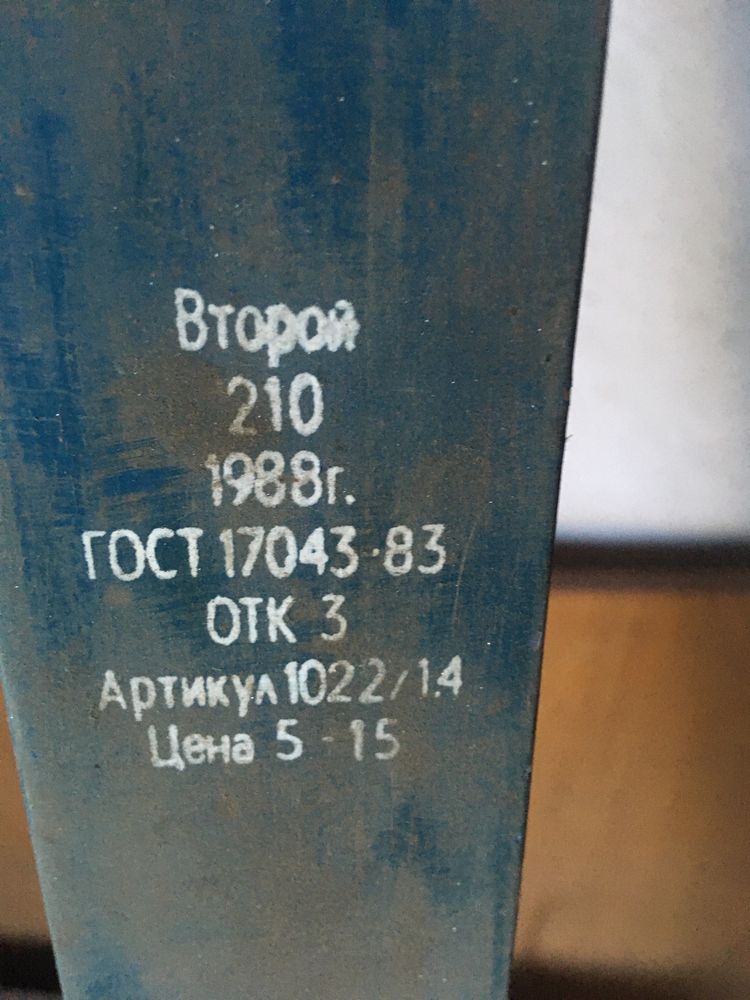 Второй
210
1988г.
ГОСТ 17043-83
ОТК 3
Артикул 1022/1.4
Цена 5-15